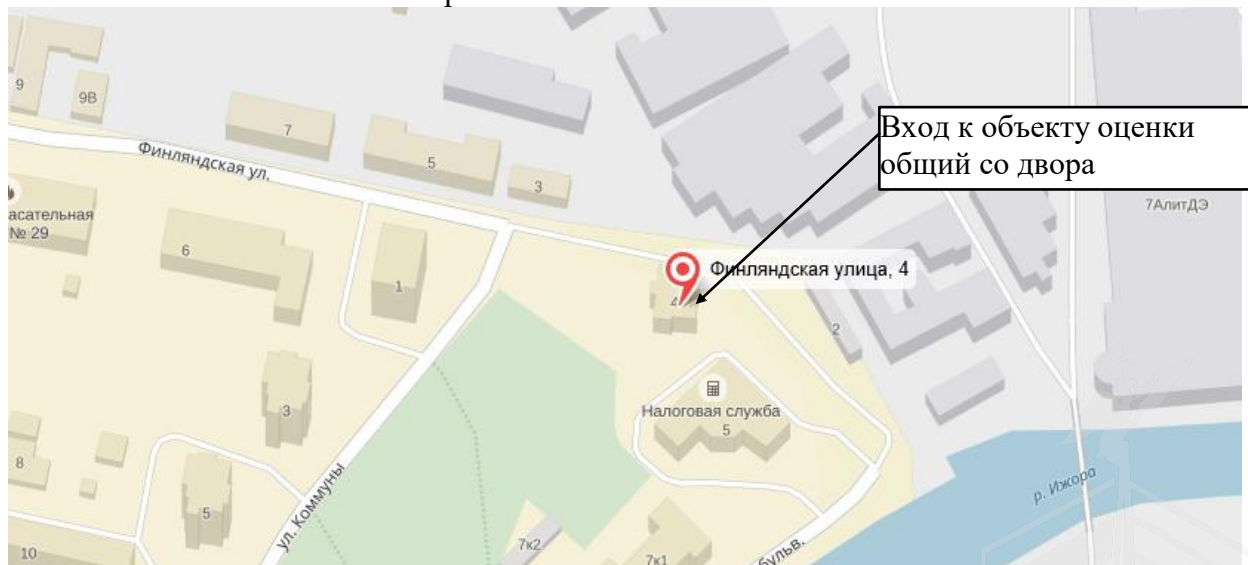 9
9В
7
Финляндская ул.
5
3
Вход к объекту оценки
общий со двора
7АлитДЭ
асательная
№ 29
6
1
Финляндская улица, 4
4
2
3
Налоговая служба
5
8
5
ул. Коммуны
р. Ижора
10
7к2
7к1
бульв.